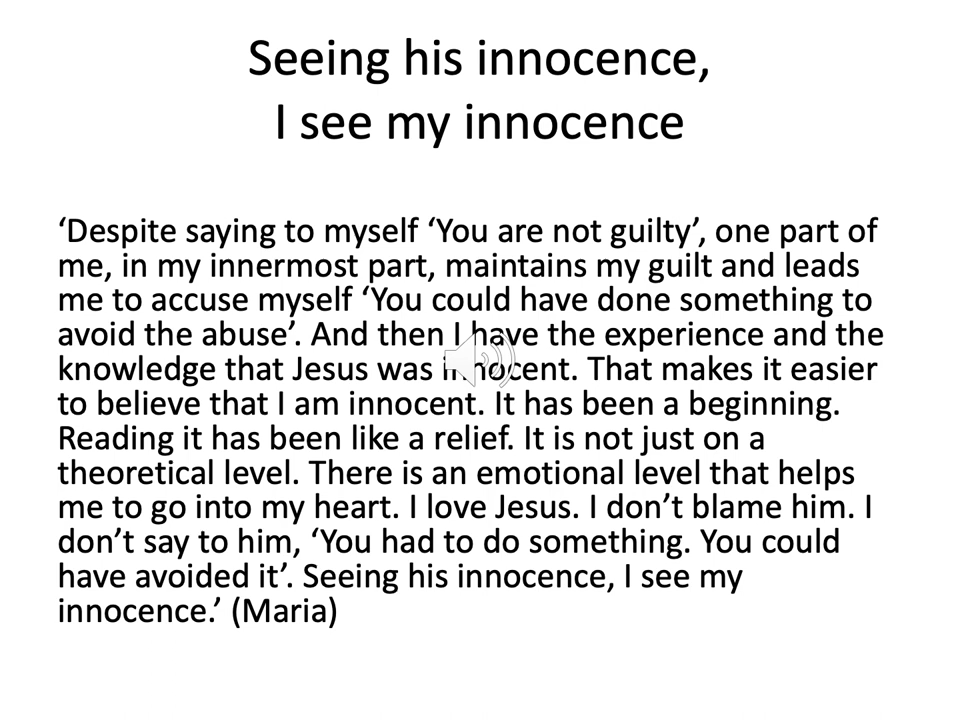 Seeing his innocence,
I see my innocence
‘Despite saying to myself ‘You are not guilty’, one part of
me, in my innermost part, maintains my guilt and leads
me to accuse myself ‘You could have done something to
avoid the abuse’. And then I have the experience and the
knowledge that Jesus was innocent. That makes it easier
to believe that I am innocent. It has been a beginning.
Reading it has been like a relief. It is not just on a
theoretical level. There is an emotional level that helps
me to go into my heart. I love Jesus. I don’t blame him. I
don’t say to him, ‘You had to do something. You could
have avoided it’. Seeing his innocence, I see my
innocence.’ (Maria)